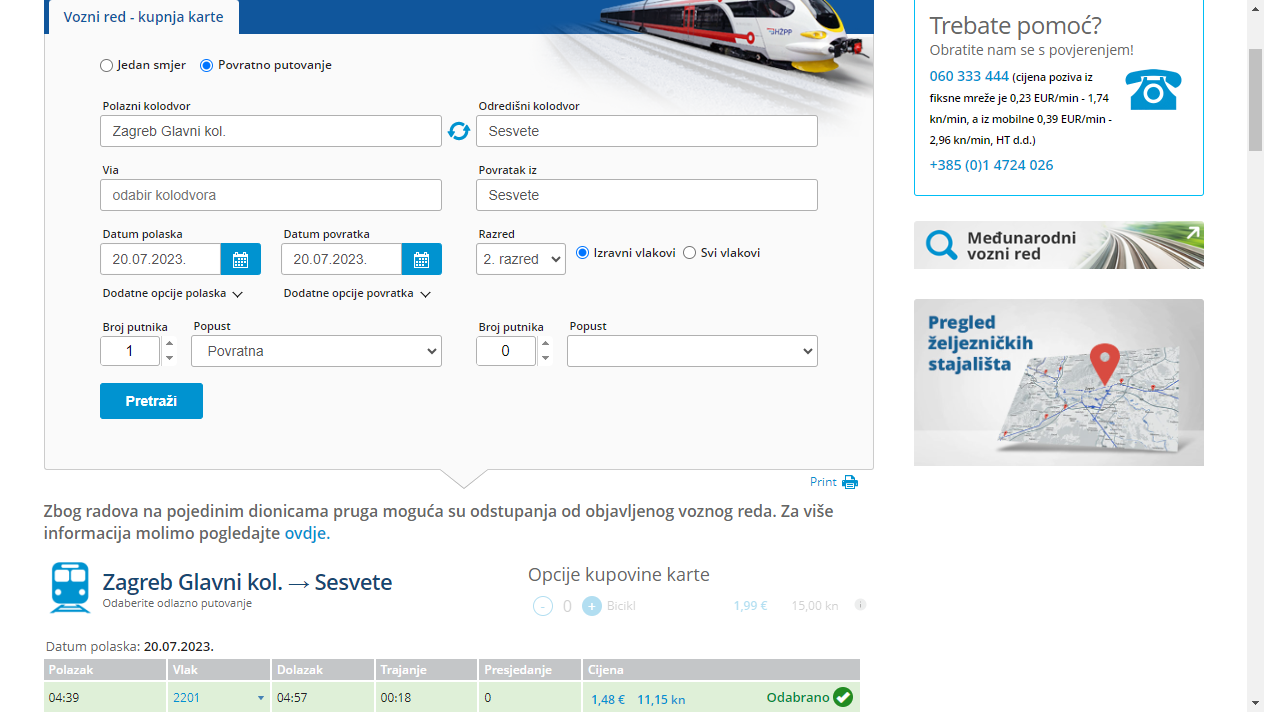 Vozni red - kupnja karte
HŽPP
Jedan smjer
Povratno putovanje
Polazni kolodvor
Odredišni kolodvor
Zagreb Glavni kol.
Sesvete
Via
Povratak iz
odabir kolodvora
Sesvete
Datum polaska
Datum povratka
Razred
20.07.2023.
20.07.2023.
2. razred
Izravni vlakovi
Svi vlakovi
Dodatne opcije polaska
Dodatne opcije povratka
Broj putnika
Popust
Broj putnika
Popust
1
Povratna
0
Pretraži
Print
Zbog radova na pojedinim dionicama pruga moguća su odstupanja od objavljenog voznog reda. Za više
informacija molimo pogledajte ovdje.
Zagreb Glavni kol. → Sesvete
Odaberite odlazno putovanje
Opcije kupovine karte
- 0 + Bicikl 1,99 € 15,00 kn i
Datum polaska: 20.07.2023.
Polazak Vlak Dolazak Trajanje Presjedanje Cijena
04:39 2201 04:57 00:18 0 1,48 € 11,15 kn Odabrano
Trebate pomoć?
Obratite nam se s povjerenjem!
060 333 444 (cijena poziva iz
fiksne mreže je 0,23 EUR/min - 1,74
kn/min, a iz mobilne 0,39 EUR/min -
2,96 kn/min, HT d.d.)
+385 (0)1 4724 026
Međunarodni
vozni red
Pregled
željezničkih
stajališta